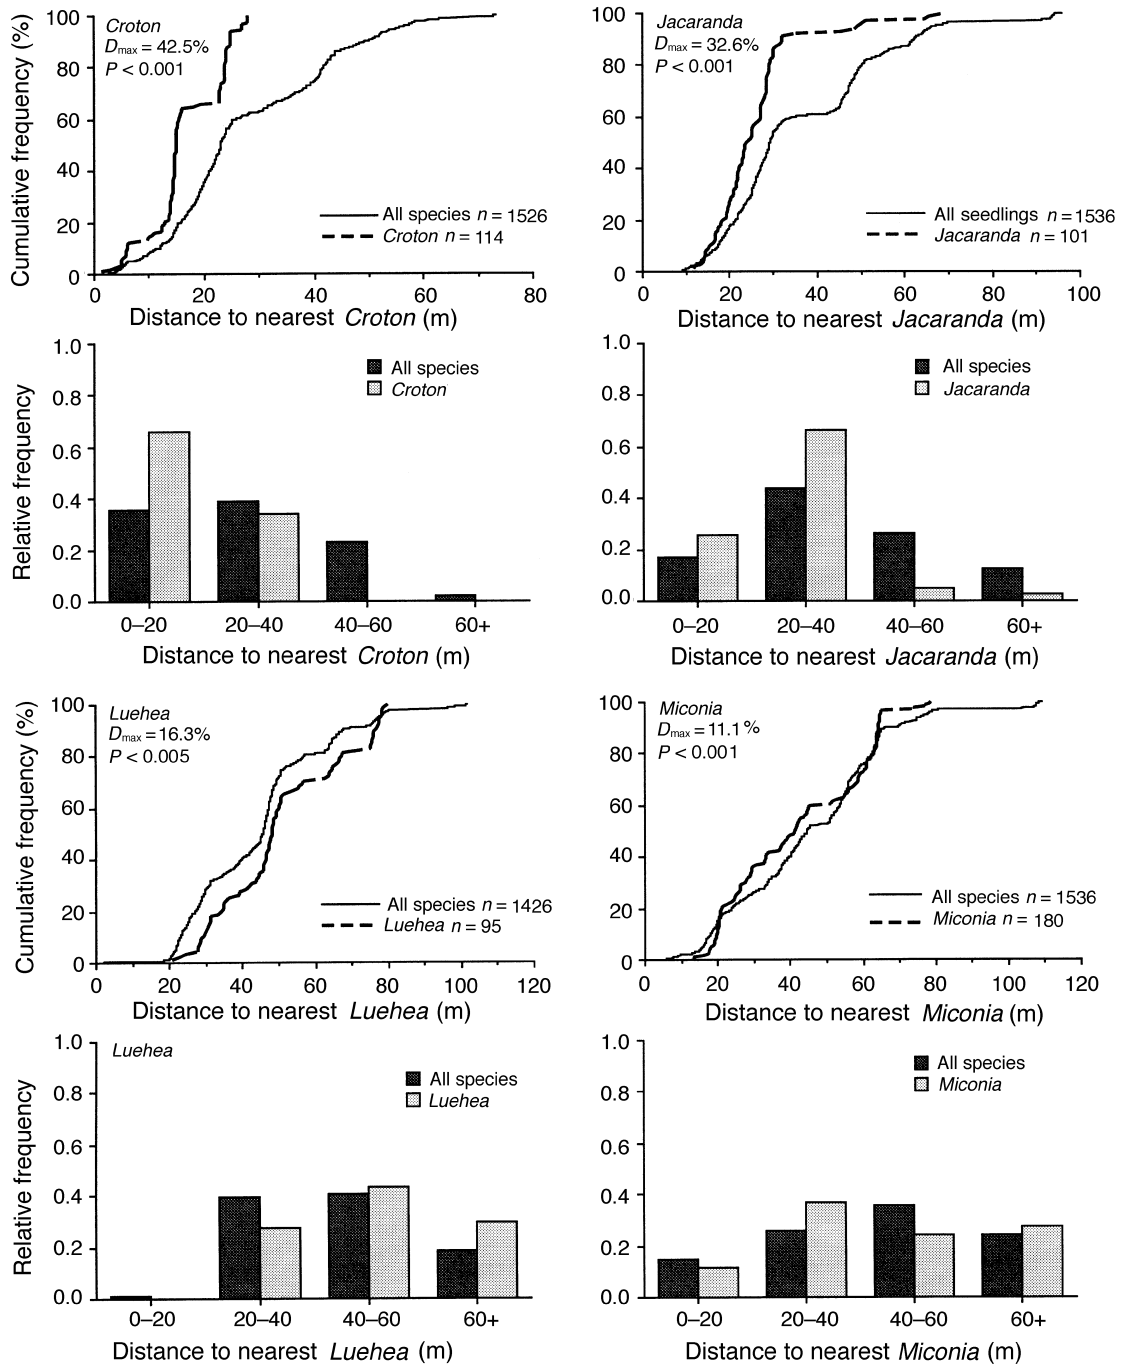 Cumulative frequency (%)
100
80
60
40
20
0
Croton
Dmax = 42.5%
P < 0.001
All species n = 1526
Croton n = 114
0 20 40 60 80
Distance to nearest Croton (m)
Cumulative frequency (%)
100
80
60
40
20
0
Jacaranda
Dmax = 32.6%
P < 0.001
All seedlings n = 1536
Jacaranda n = 101
0 20 40 60 80 100
Distance to nearest Jacaranda (m)
Relative frequency
1.0
0.8
0.6
0.4
0.2
0.0
All species
Croton
0–20 20–40 40–60 60+
Distance to nearest Croton (m)
1.0
0.8
0.6
0.4
0.2
0.0
All species
Jacaranda
0–20 20–40 40–60 60+
Distance to nearest Jacaranda (m)
Cumulative frequency (%)
100
80
60
40
20
0
Luehea
Dmax = 16.3%
P < 0.005
All species n = 1426
Luehea n = 95
0 20 40 60 80 100 120
Distance to nearest Luehea (m)
100
80
60
40
20
0
Miconia
Dmax = 11.1%
P < 0.001
All species n = 1536
Miconia n = 180
0 20 40 60 80 100 120
Distance to nearest Miconia (m)
Relative frequency
1.0
0.8
0.6
0.4
0.2
0.0
Luehea
All species
Luehea
0–20 20–40 40–60 60+
Distance to nearest Luehea (m)
1.0
0.8
0.6
0.4
0.2
0.0
All species
Miconia
0–20 20–40 40–60 60+
Distance to nearest Miconia (m)